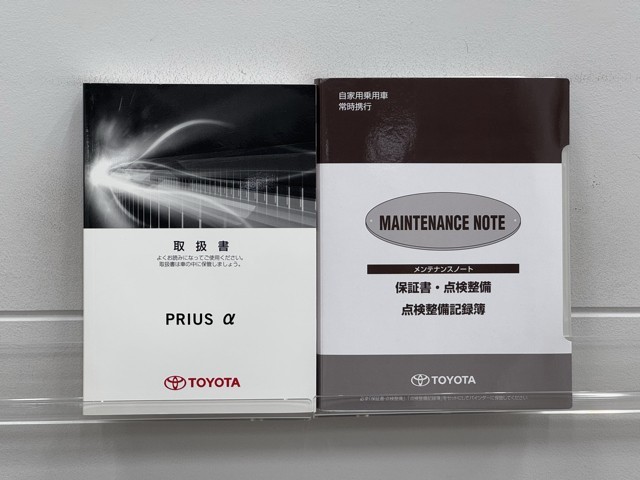 取扱書
よくお読みになってご使用ください。
取扱書は車の中に保管しましょう。
PRIUS α
TOYOTA
自家用乗用車
常時携行
MAINTENANCE NOTE
メンテナンスノート
保証書・点検整備
点検整備記録簿
TOYOTA